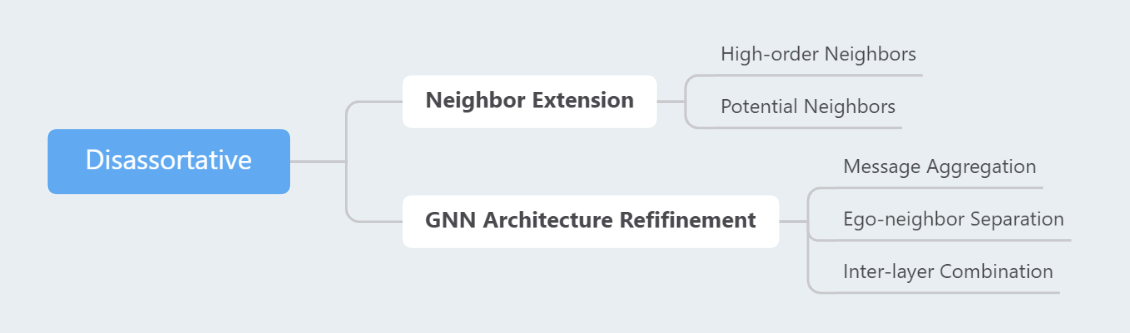 Disassortative
Neighbor Extension
High-order Neighbors
Potential Neighbors
GNN Architecture Refifinement
Message Aggregation
Ego-neighbor Separation
Inter-layer Combination